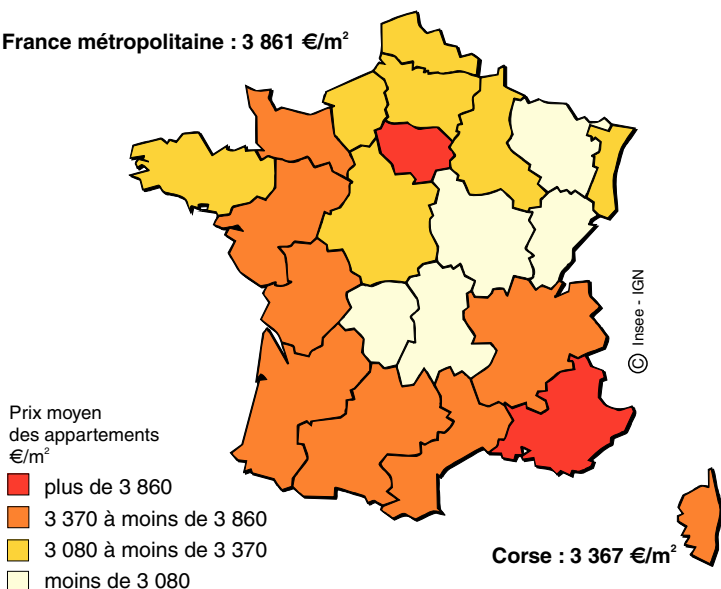 France métropolitaine : 3 861 €/m²
© Insee - IGN
Prix moyen
des appartements
€/m²
plus de 3 860
3 370 à moins de 3 860
3 080 à moins de 3 370
moins de 3 080
Corse : 3 367 €/m²